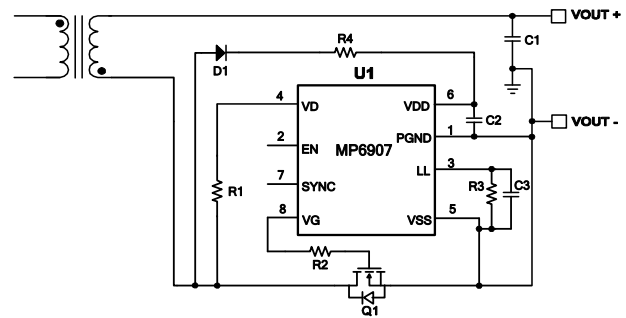 VOUT +
C1
R4
D1
U1
4
VD
VDD
6
C2
PGND
1
VOUT -
2
EN
MP6907
LL
3
7
SYNC
R3
C3
R1
8
VG
VSS
5
R2
Q1